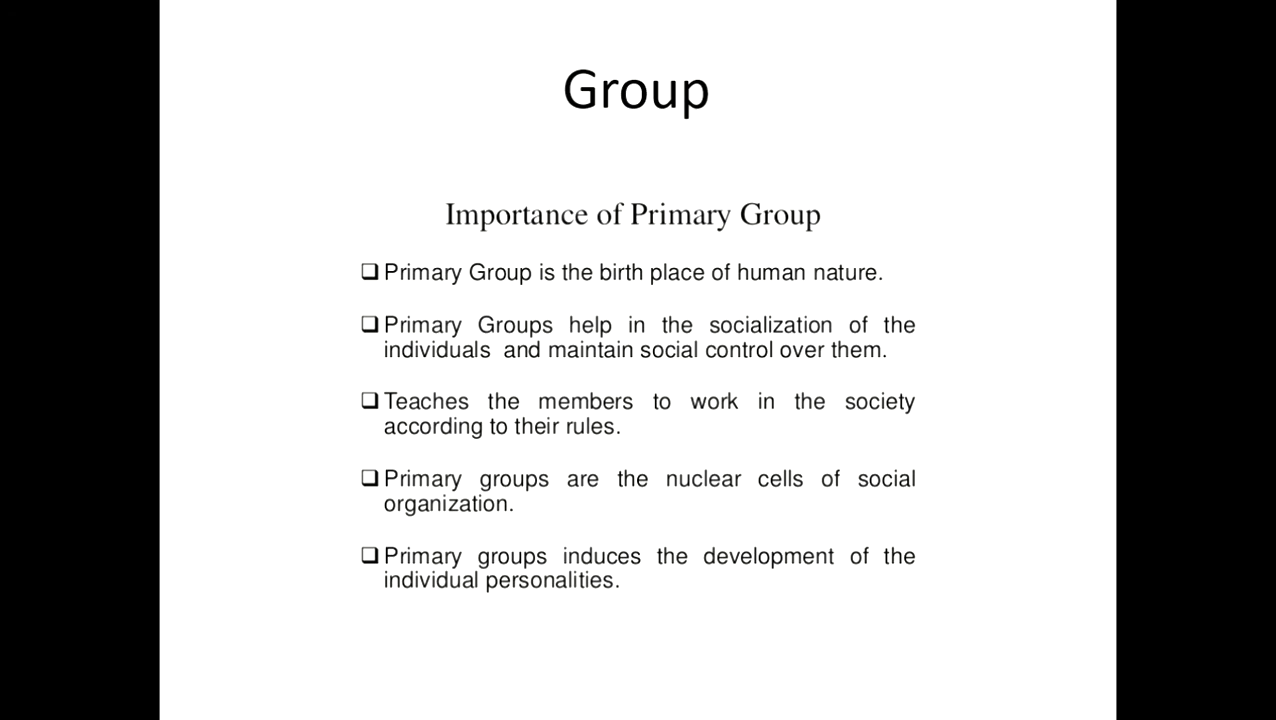 Group
Importance of Primary Group
❑ Primary Group is the birth place of human nature.
❑ Primary Groups help in the socialization of the
individuals and maintain social control over them.
❑ Teaches the members to work in the society
according to their rules.
❑ Primary groups are the nuclear cells of social
organization.
❑ Primary groups induces the development of the
individual personalities.